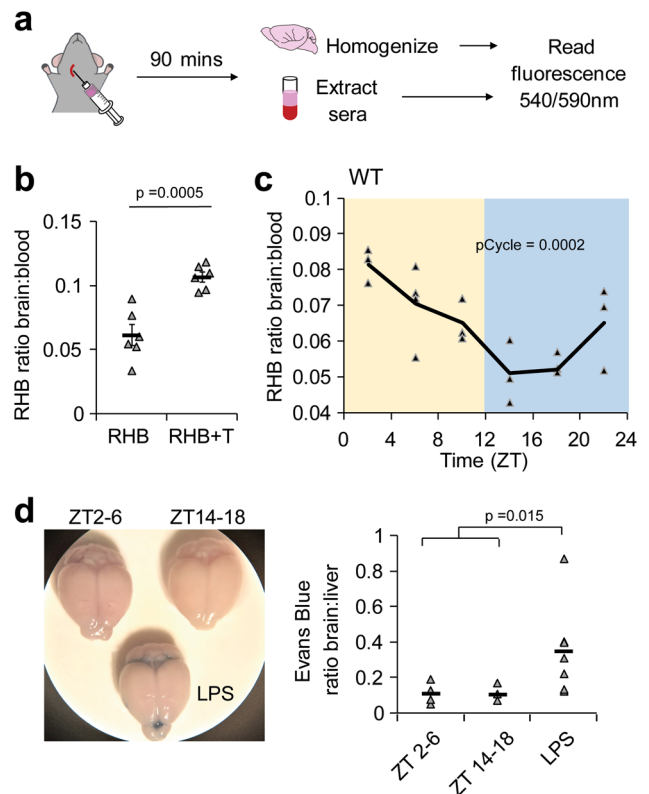 a
90 mins
Homogenize
Extract
sera
Read
fluorescence
540/590nm
b
p =0.0005
RHB ratio brain:blood
0.15
0.1
0.05
0
RHB
RHB+T
c
WT
pCycle = 0.0002
RHB ratio brain:blood
0.1
0.09
0.08
0.07
0.06
0.05
0.04
0 4 8 12 16 20 24
Time (ZT)
d
ZT2-6
ZT14-18
LPS
p =0.015
Evans Blue
ratio brain:liver
1
0.8
0.6
0.4
0.2
0
ZT 2-6
ZT 14-18
LPS